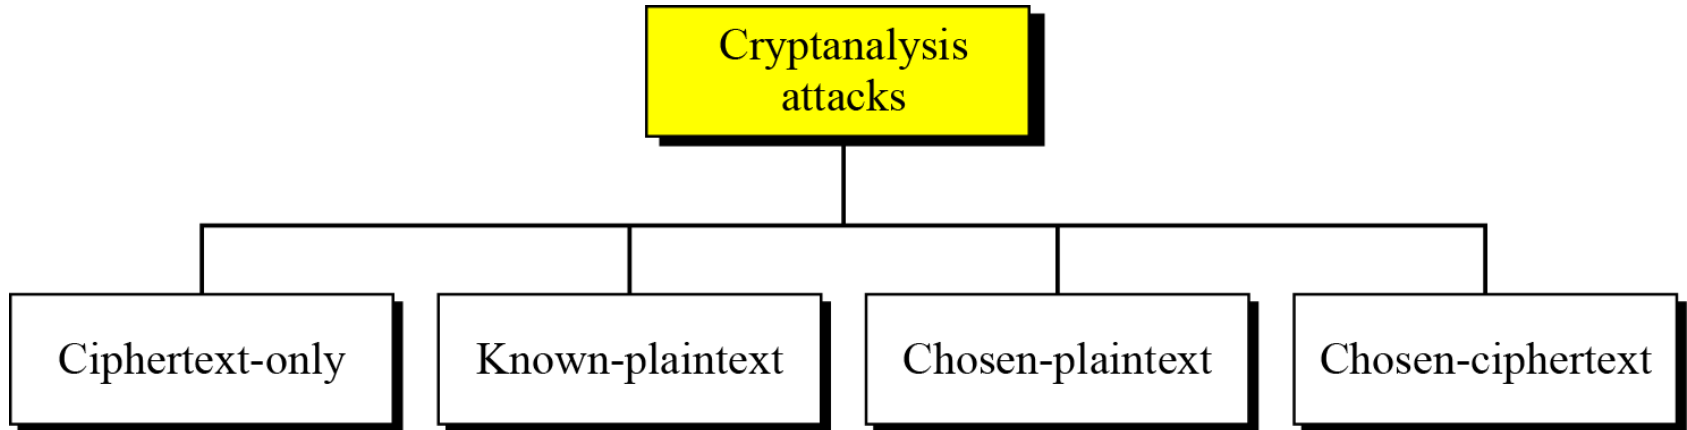 Cryptanalysis
attacks
Ciphertext-only
Known-plaintext
Chosen-plaintext
Chosen-ciphertext